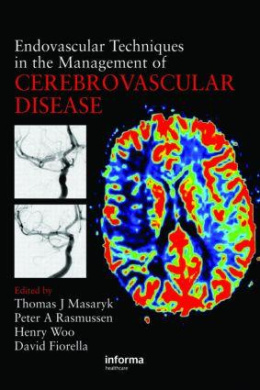 Endovascular Techniques
in the Management of
CEREBROVASCULAR
DISEASE
Edited by
Thomas J Masaryk
Peter A Rasmussen
Henry Woo
David Fiorella
informa
healthcare